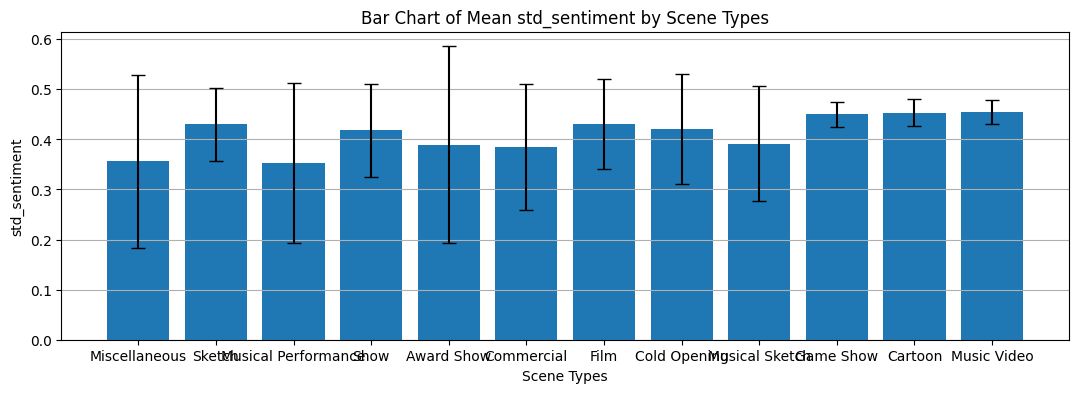 Bar Chart of Mean std_sentiment by Scene Types
std_sentiment
0.6
0.5
0.4
0.3
0.2
0.1
0.0
Miscellaneous Sketch Musical Performance Show Award Show Commercial Film Cold Opening Musical Sketch Game Show Cartoon Music Video
Scene Types